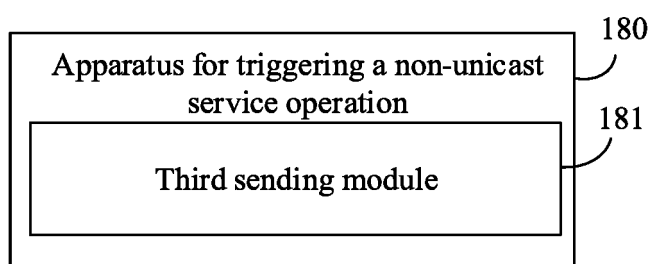 180
Apparatus for triggering a non-unicast
service operation
181
Third sending module